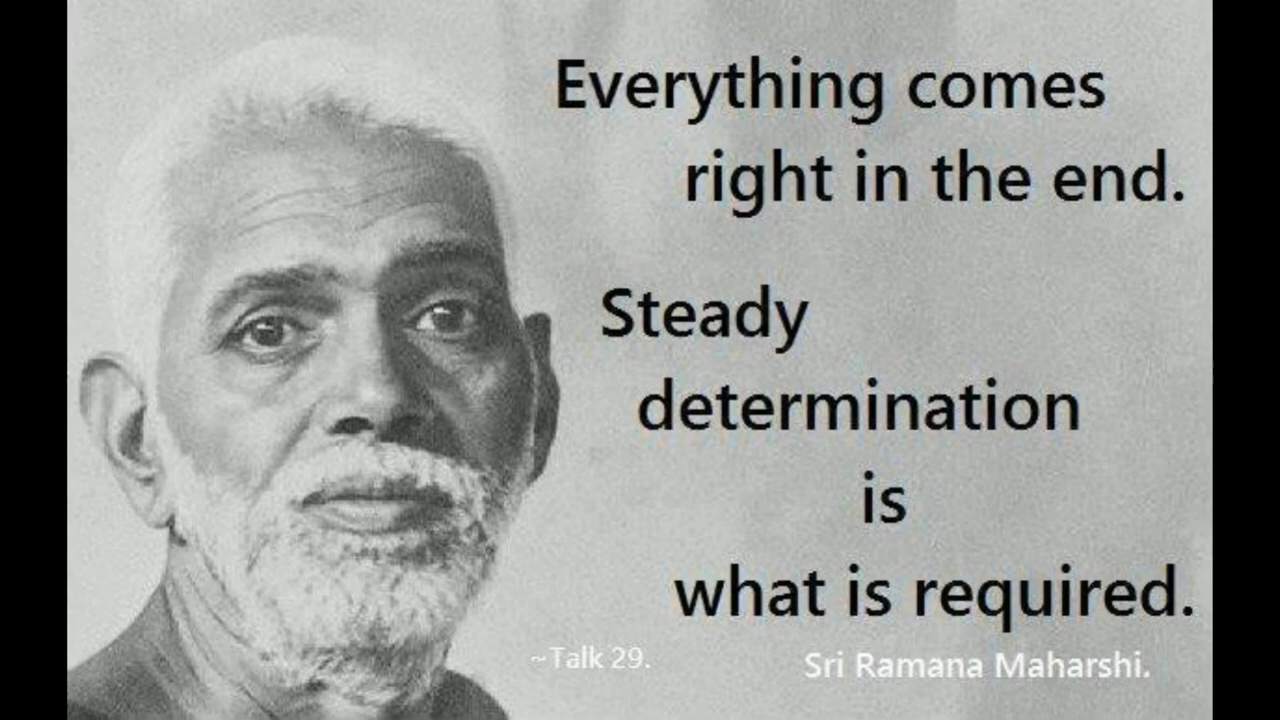 Everything comes
right in the end.
Steady
determination
is
what is required.
~Talk 29.
Sri Ramana Maharshi.